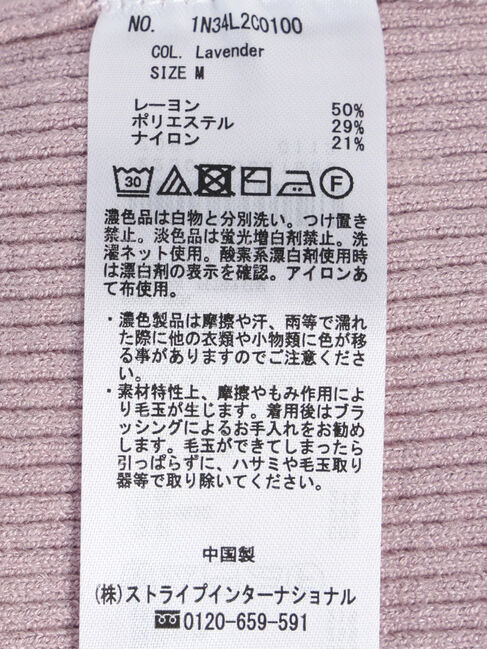 NO. 1N34L2C0100
COL. Lavender
SIZE M
レーヨン 50%
ポリエステル 29%
ナイロン 21%
30 F
濃色品は白物と分別洗い。つけ置き
禁止。淡色品は蛍光増白剤禁止。洗
濯ネット使用。酸素系漂白剤使用時
は漂白剤の表示を確認。アイロンあ
て布使用。
・濃色製品は摩擦や汗、雨等で濡れ
た際に他の衣類や小物類に色が移
る事がありますのでご注意くださ
い。
・素材特性上、摩擦やもみ作用によ
り毛玉が生じます。着用後はブラ
ッシングによるお手入れをお勧め
します。毛玉ができてしまったら
引っぱらずに、ハサミや毛玉取り
器等で取り除いてください。
中国製
(株)ストライプインターナショナル
0120-659-591